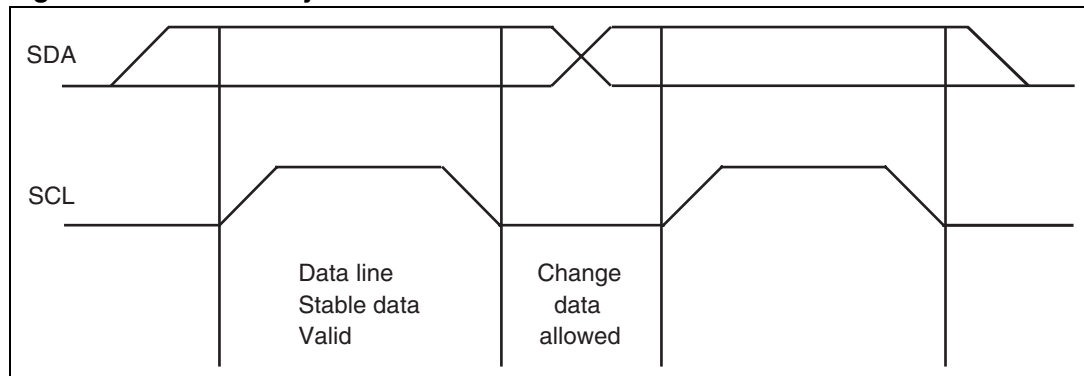 SDA
SCL
Data line
Stable data
Valid
Change
data
allowed